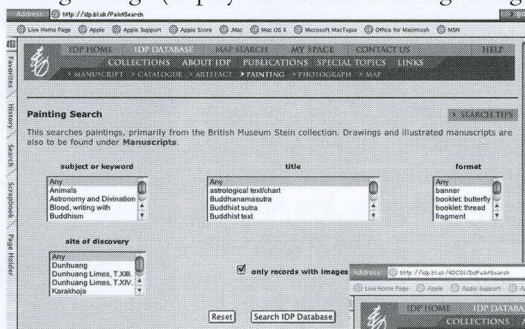 Address http://idp.bl.uk/PaintSearch
Live Home Page Apple Apple Support Apple Store .Mac Mac OS X Microsoft MacTopia Office for Macintosh MSN
IDP HOME IDP DATABASE MAP SEARCH MY SPACE CONTACT US HELP
COLLECTIONS ABOUT IDP PUBLICATIONS SPECIAL TOPICS LINKS
> MANUSCRIPT > CATALOGUE > ARTEFACT > PAINTING > PHOTOGRAPH > MAP
Favorites
History
Search
Scrapbook
Page Holder
Painting Search
> SEARCH TIPS
This searches paintings, primarily from the British Museum Stein collection. Drawings and illustrated manuscripts are
also to be found under Manuscripts.
subject or keyword
Any
Animals
Astronomy and Divination
Blood, writing with
Buddhism
title
Any
astrological text/chart
Buddhanamasutra
Buddhist sutra
Buddhist text
format
Any
banner
booklet: butterfly
booklet: thread
fragment
site of discovery
Any
Dunhuang
Dunhuang Limes, T.XIII.
Dunhuang Limes, T.XIV.
Karakhoja
only records with images
Reset Search IDP Database
Address http://idp.bl.uk/4DCGI/DoPaintSearch
Live Home Page Apple Apple Support
IDP HOME IDP DATABA
COLLECTIONS